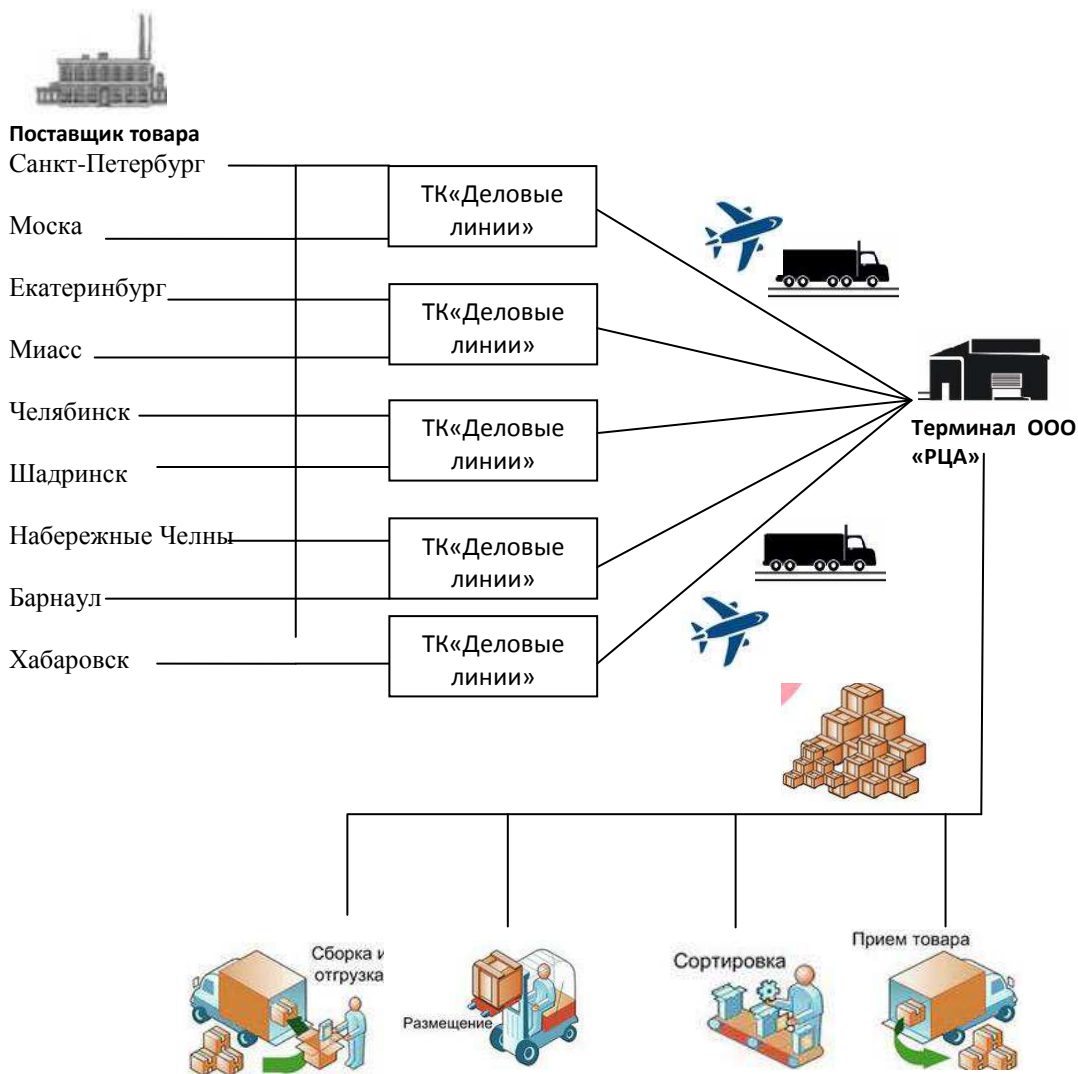 Поставщик товара
Санкт-Петербург
Моска
Екатеринбург
Миасс
Челябинск
Шадринск
Набережные Челны
Барнаул
Хабаровск
ТК«Деловые
линии»
ТК«Деловые
линии»
ТК«Деловые
линии»
ТК«Деловые
линии»
ТК«Деловые
линии»
Терминал ООО
«РЦА»
Сборка и
отгрузка
Размещение
Сортировка
Прием товара